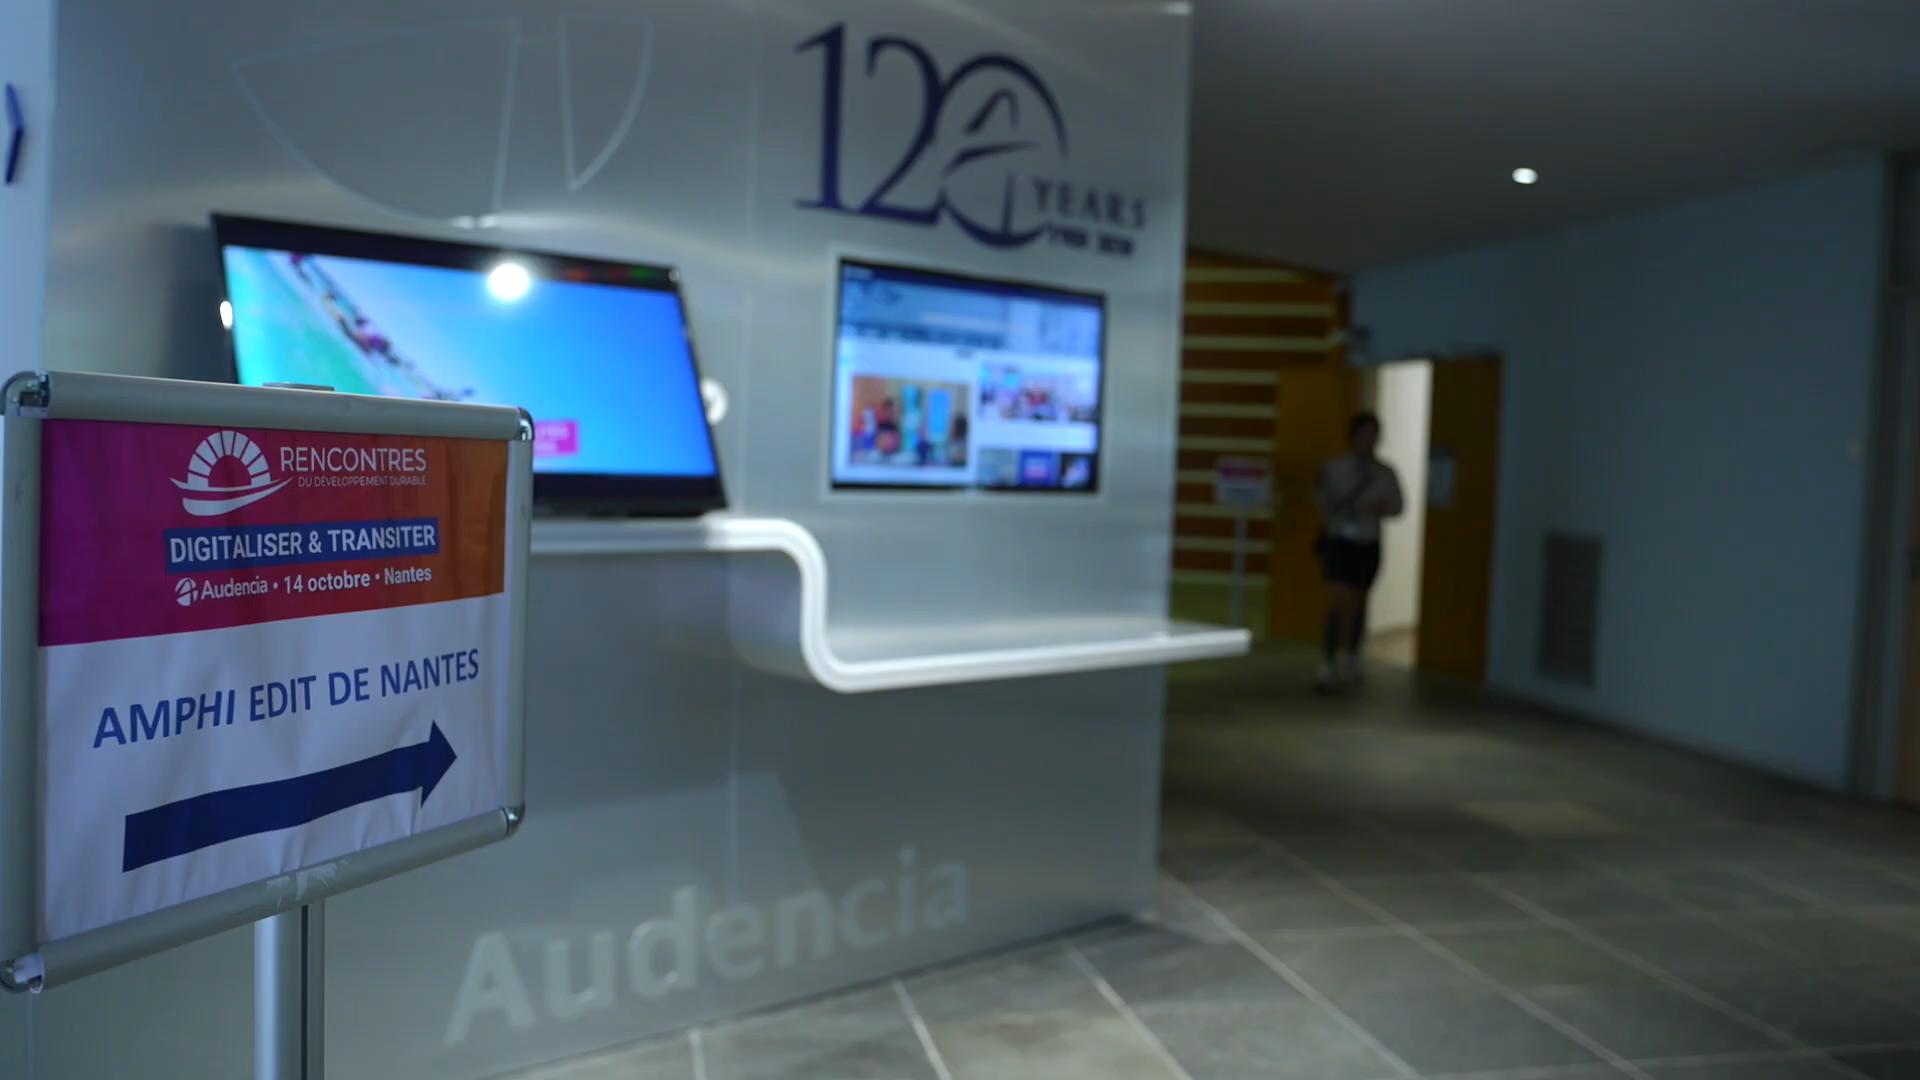 RENCONTRES
DU DÉVELOPPEMENT DURABLE
DIGITALISER & TRANSITER
Audencia • 14 octobre • Nantes
AMPHI EDIT DE NANTES
120
YEARS
Audencia